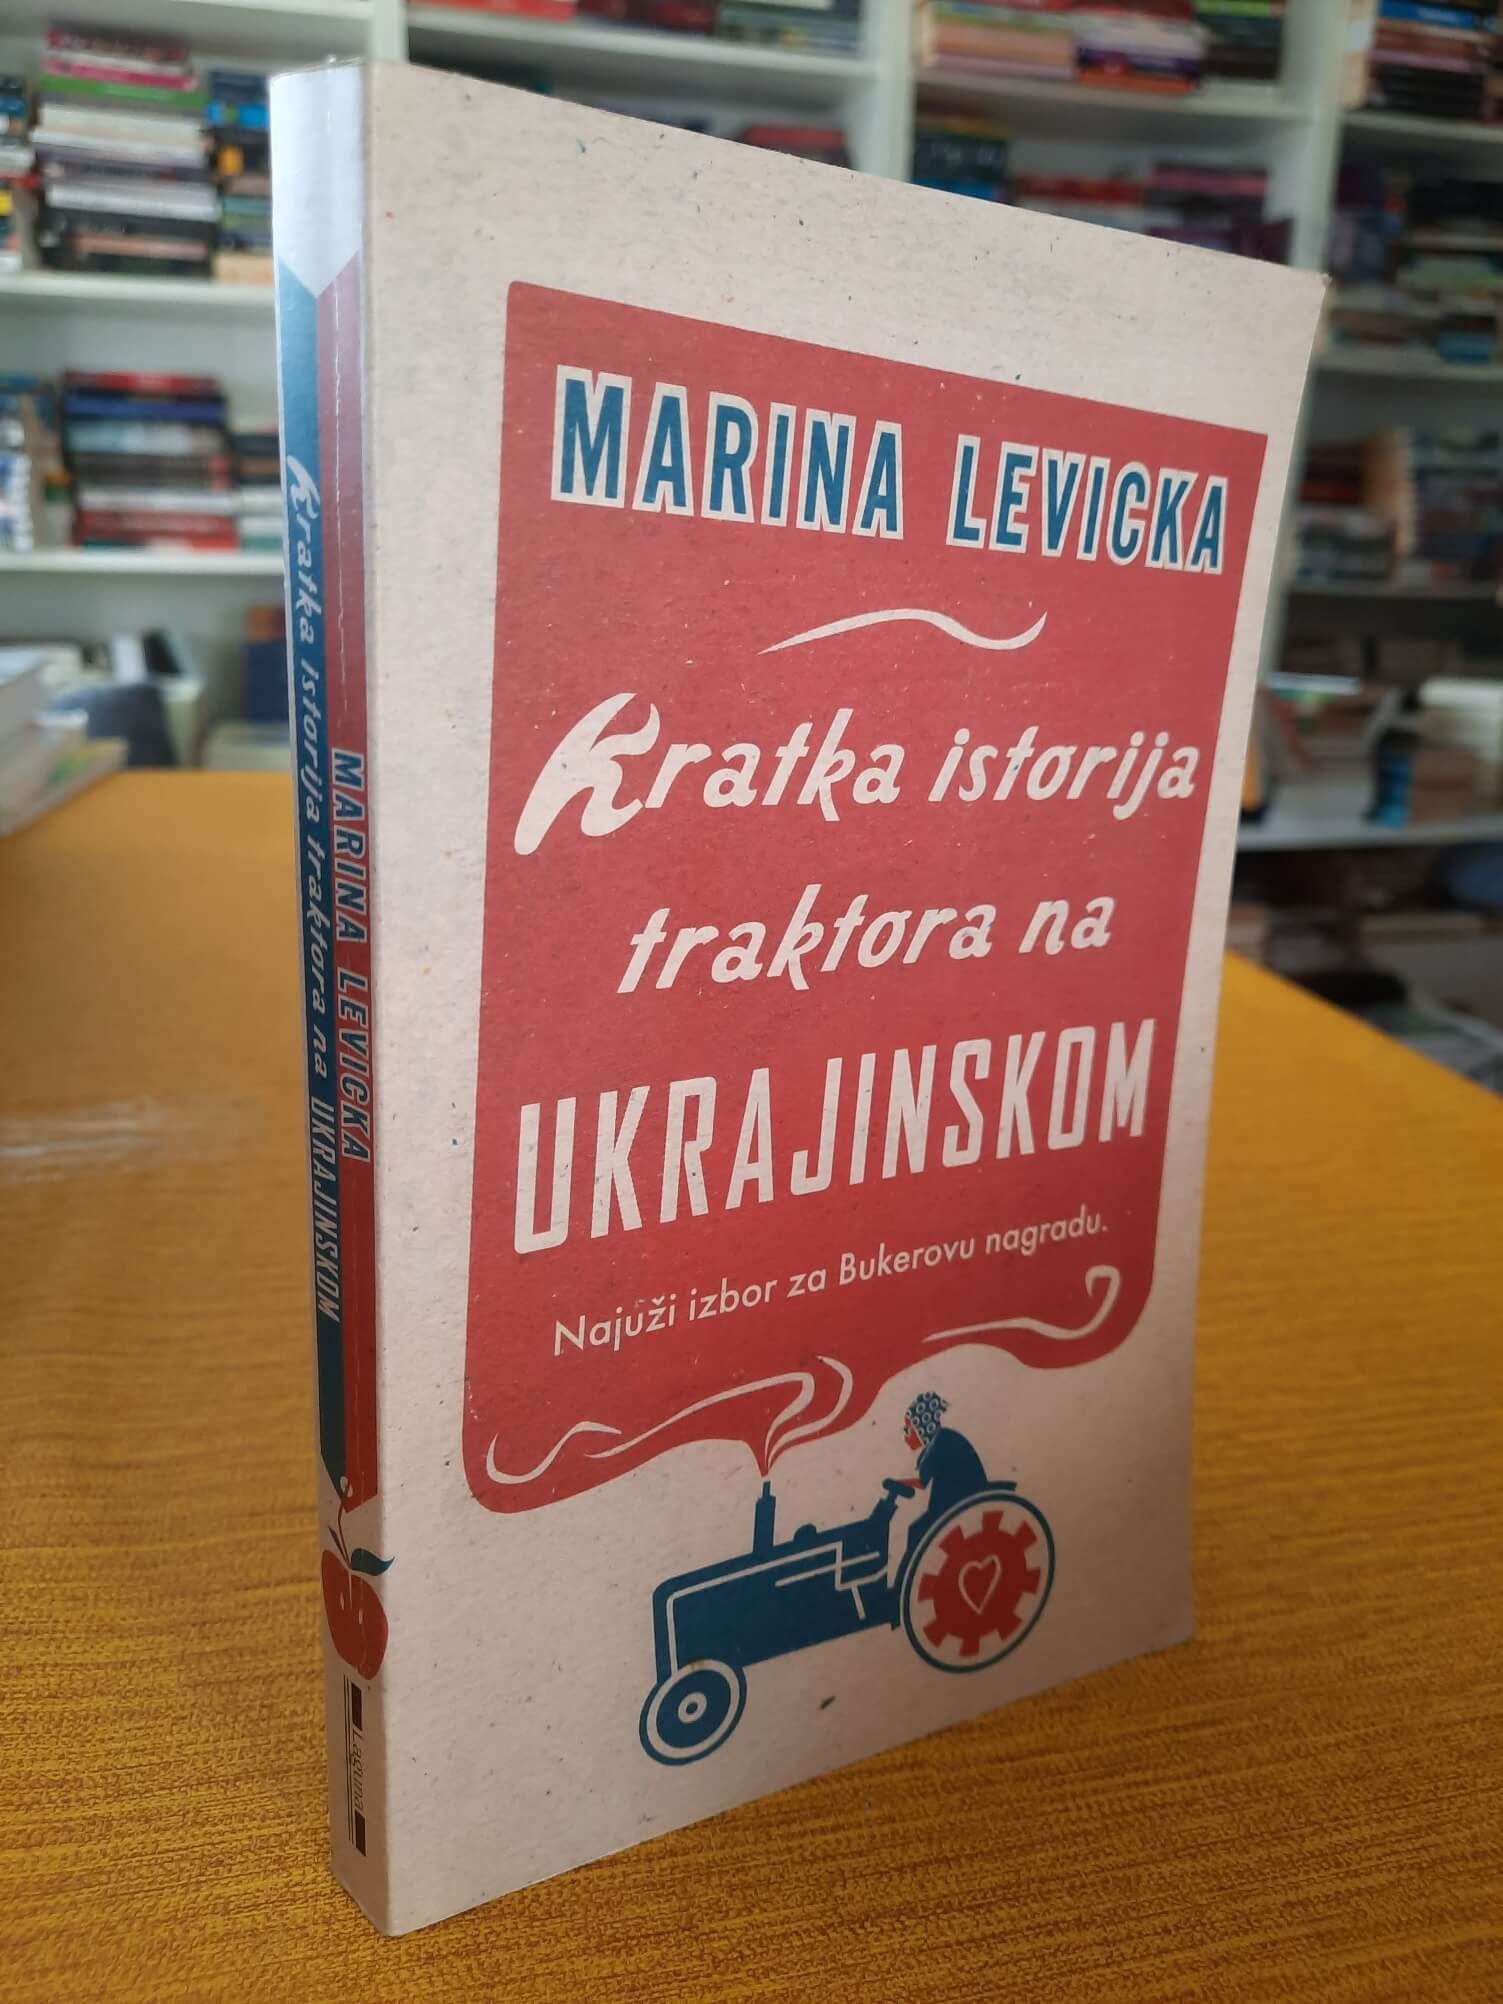 MARINA LEVICKA
Kratka istorija
traktora na
UKRAJINSKOM
Najuži izbor za Bukerovu nagradu.
Kratka istorija traktora na UKRAJINSKOM
MARINA LEVICKA
Laguna